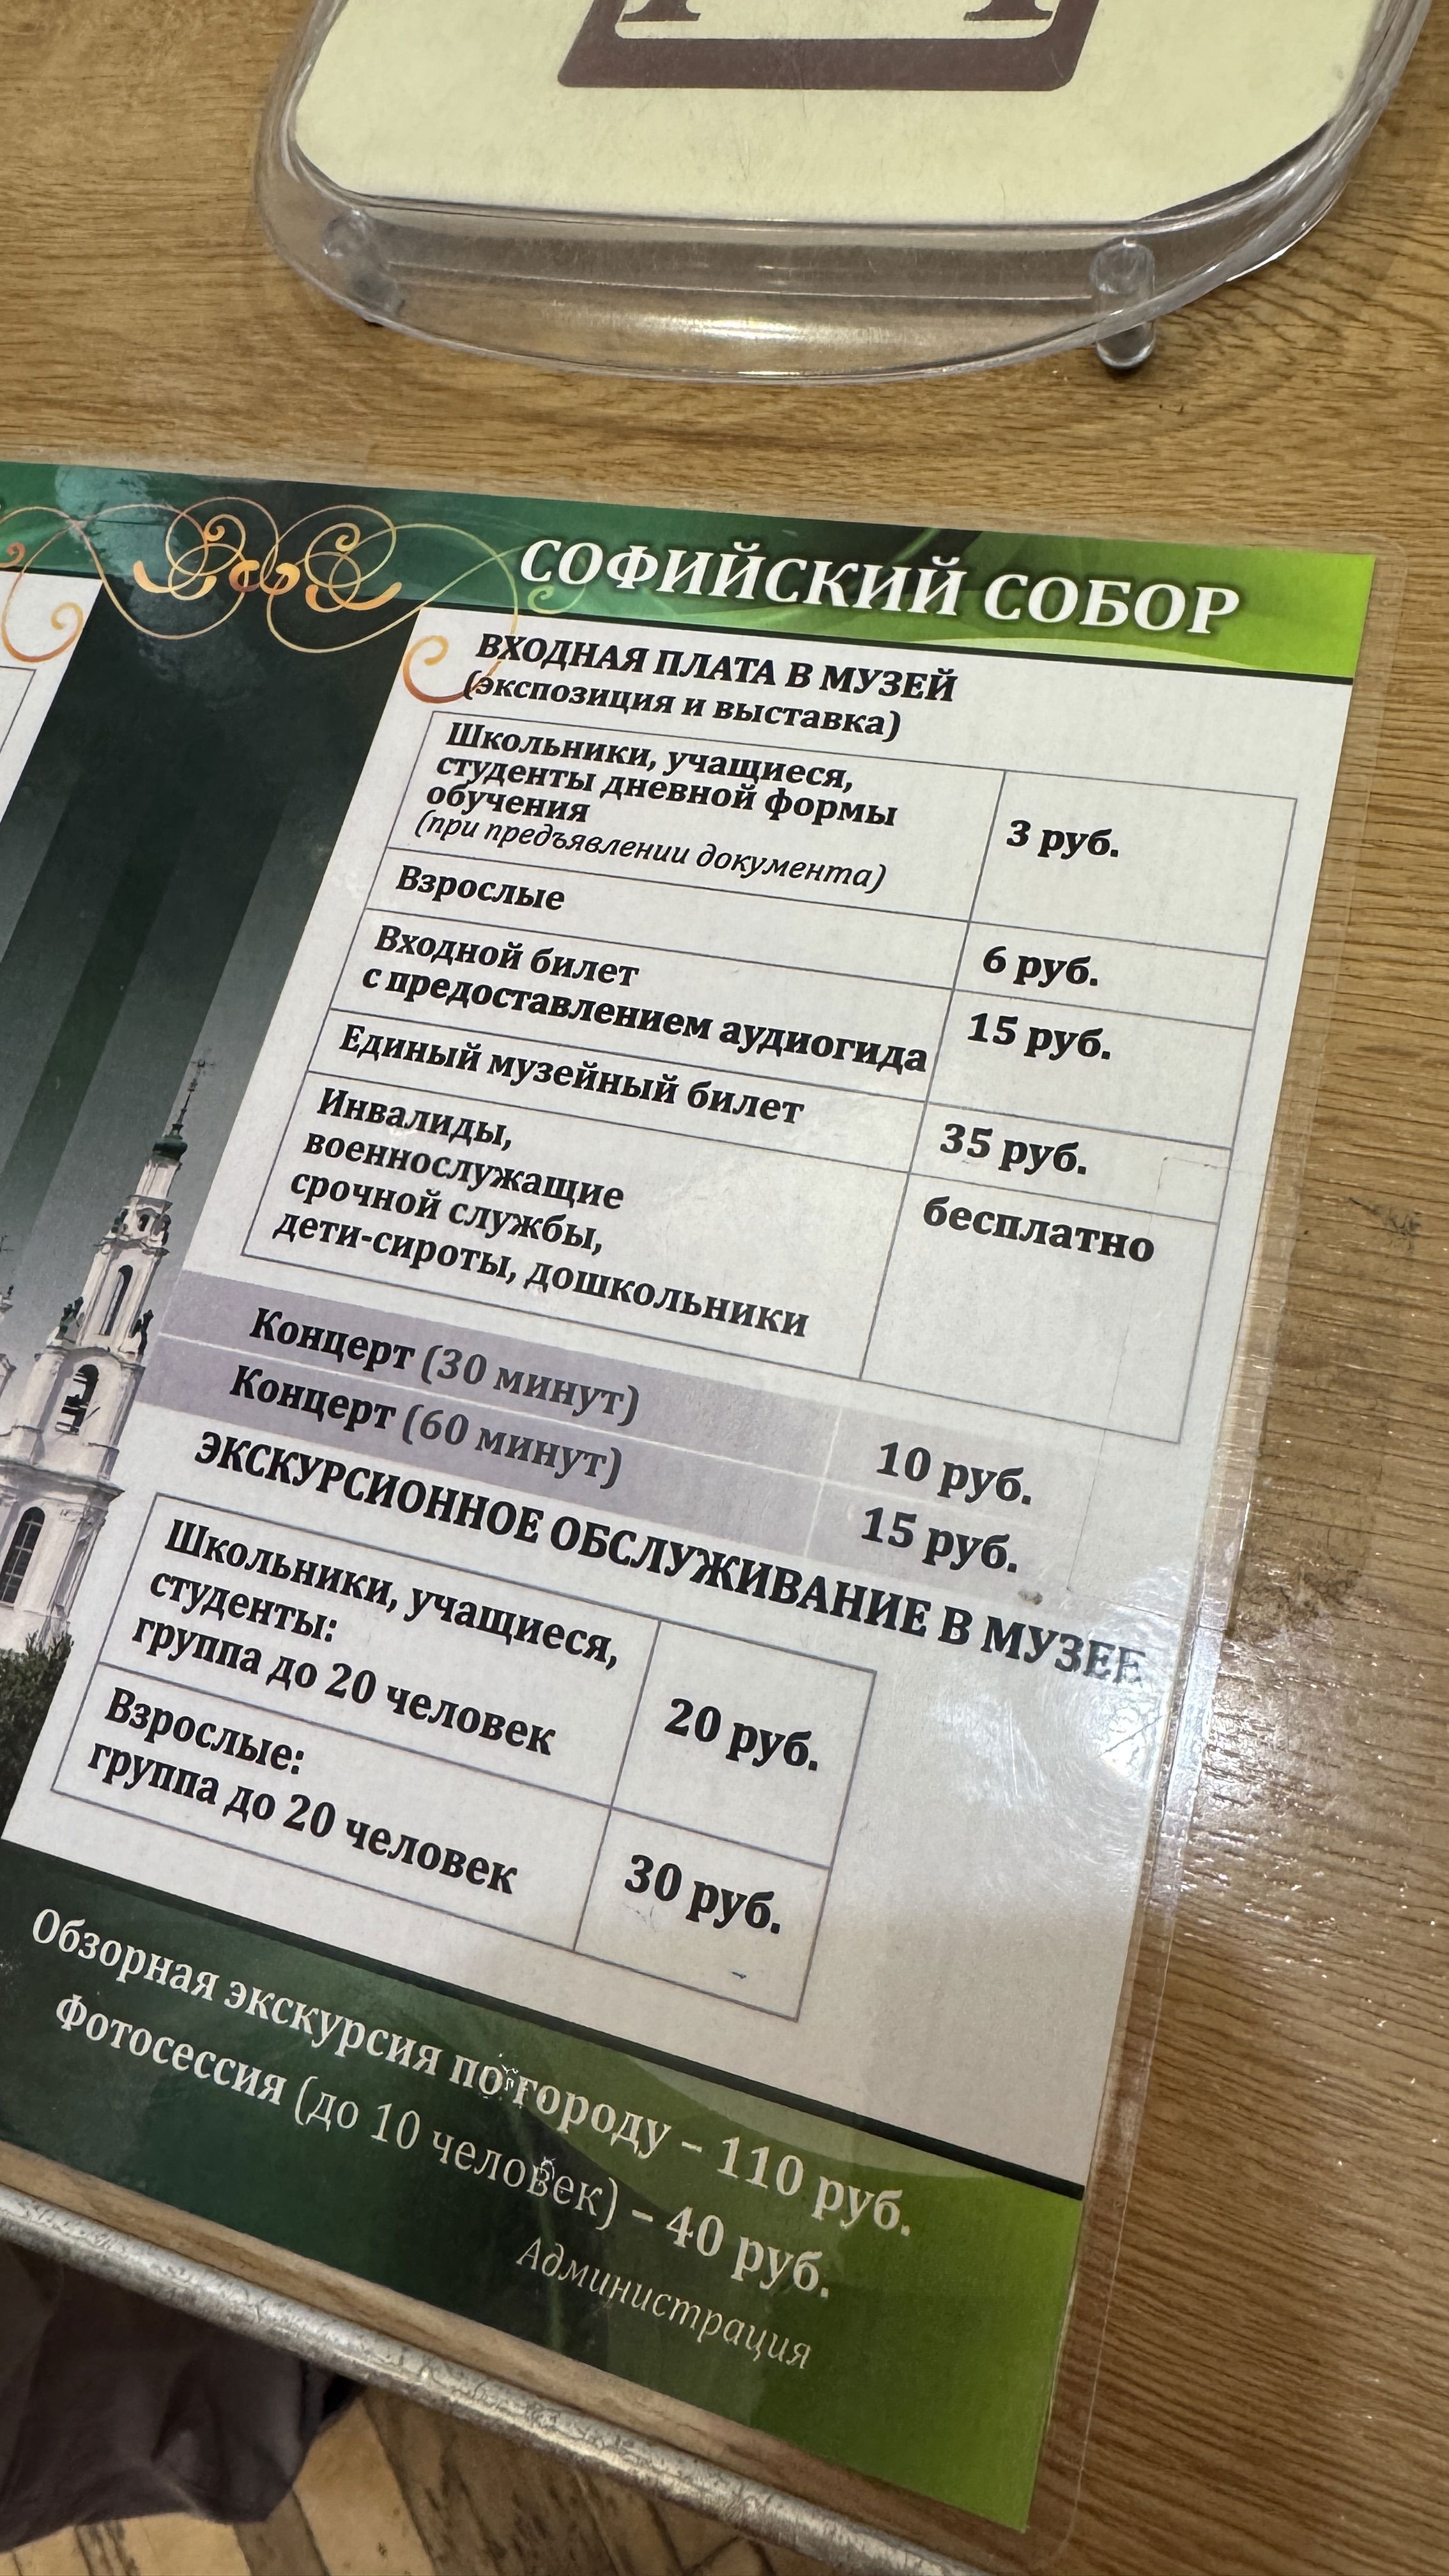 СОФИЙСКИЙ СОБОР
ВХОДНАЯ ПЛАТА В МУЗЕЙ
(экспозиция и выставка)
Школьники, учащиеся,
студенты дневной формы
обучения
(при предъявлении документа)
3 руб.
Взрослые
6 руб.
Входной билет
с предоставлением аудиогида
15 руб.
Единый музейный билет
35 руб.
Инвалиды,
военнослужащие
срочной службы,
дети-сироты, дошкольники
бесплатно
Концерт (30 минут)
10 руб.
Концерт (60 минут)
15 руб.
ЭКСКУРСИОННОЕ ОБСЛУЖИВАНИЕ В МУЗЕЕ
Школьники, учащиеся,
студенты:
группа до 20 человек
20 руб.
Взрослые:
группа до 20 человек
30 руб.
Обзорная экскурсия по городу – 110 руб.
Фотосессия (до 10 человек) – 40 руб.
Администрация